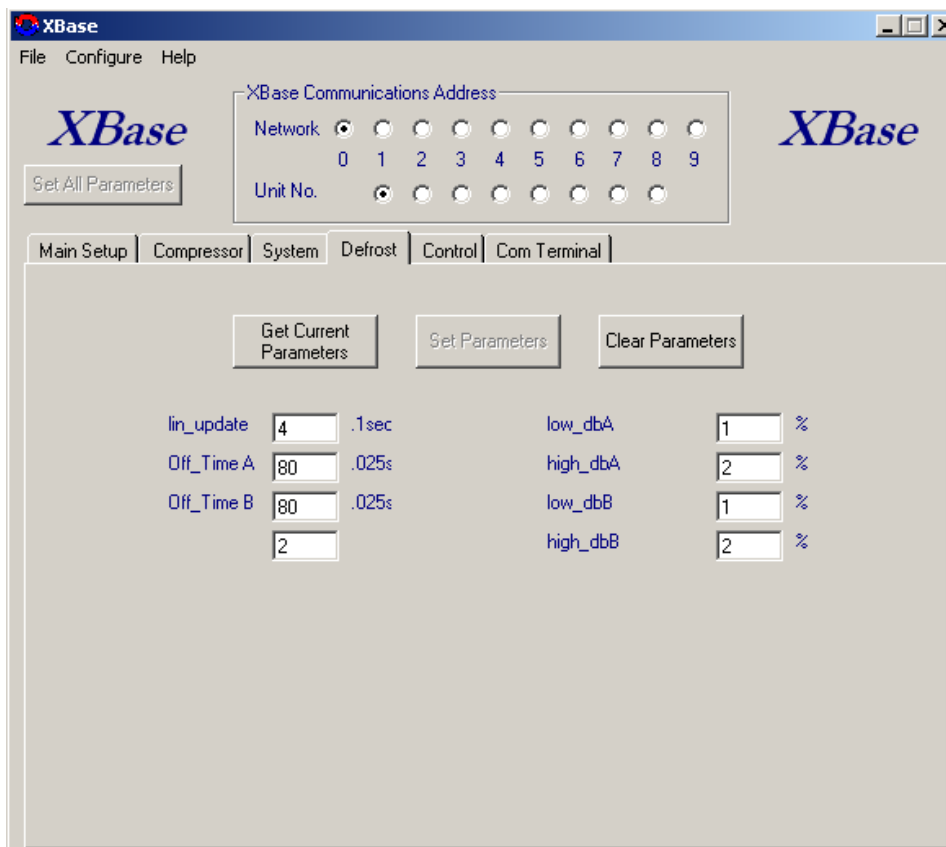 XBase
File Configure Help
XBase Communications Address
XBase
Network
XBase
0 1 2 3 4 5 6 7 8 9
Set All Parameters
Unit No.
Main Setup Compressor System Defrost Control Com Terminal
Get Current
Parameters
Set Parameters
Clear Parameters
lin_update 4 .1sec low_dbA 1 %
Off_Time A 80 .025s high_dbA 2 %
Off_Time B 80 .025s low_dbB 1 %
2 high_dbB 2 %